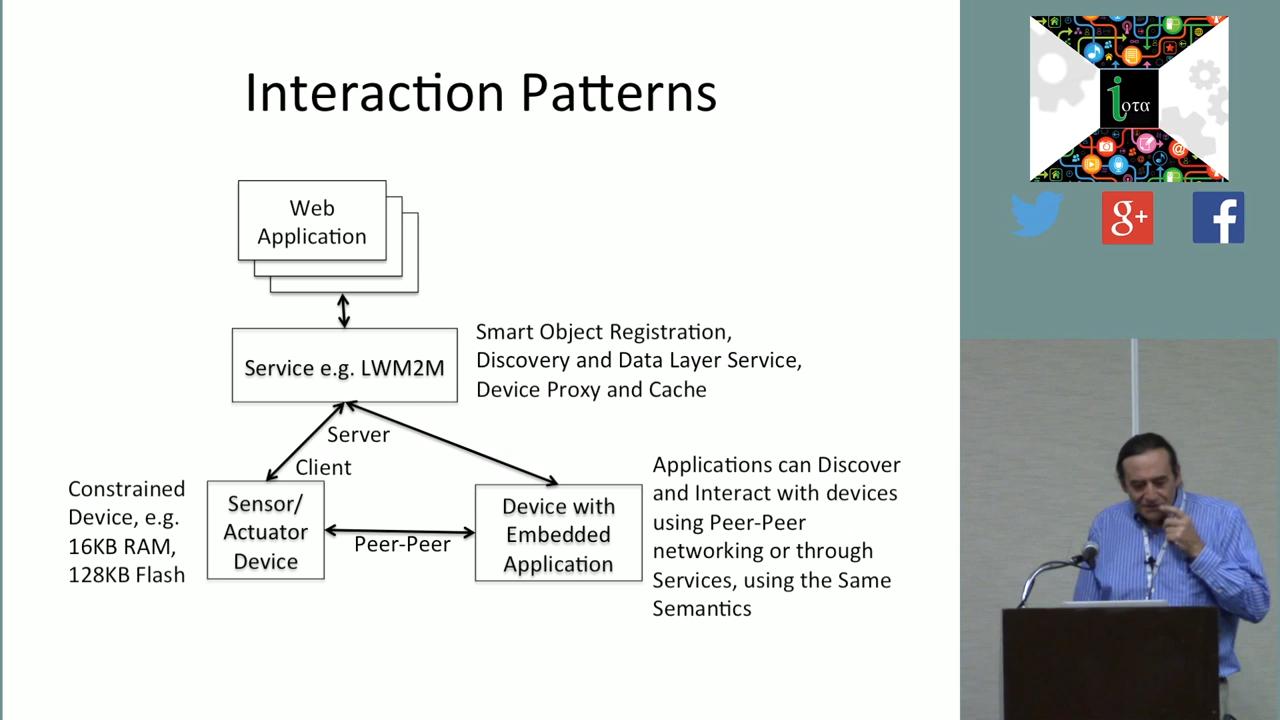 Interaction Patterns
Web
Application
Service e.g. LWM2M
Smart Object Registration,
Discovery and Data Layer Service,
Device Proxy and Cache
Server
Client
Constrained
Device, e.g.
16KB RAM,
128KB Flash
Sensor/
Actuator
Device
Peer-Peer
Device with
Embedded
Application
Applications can Discover
and Interact with devices
using Peer-Peer
networking or through
Services, using the Same
Semantics
iοτα
g+
f